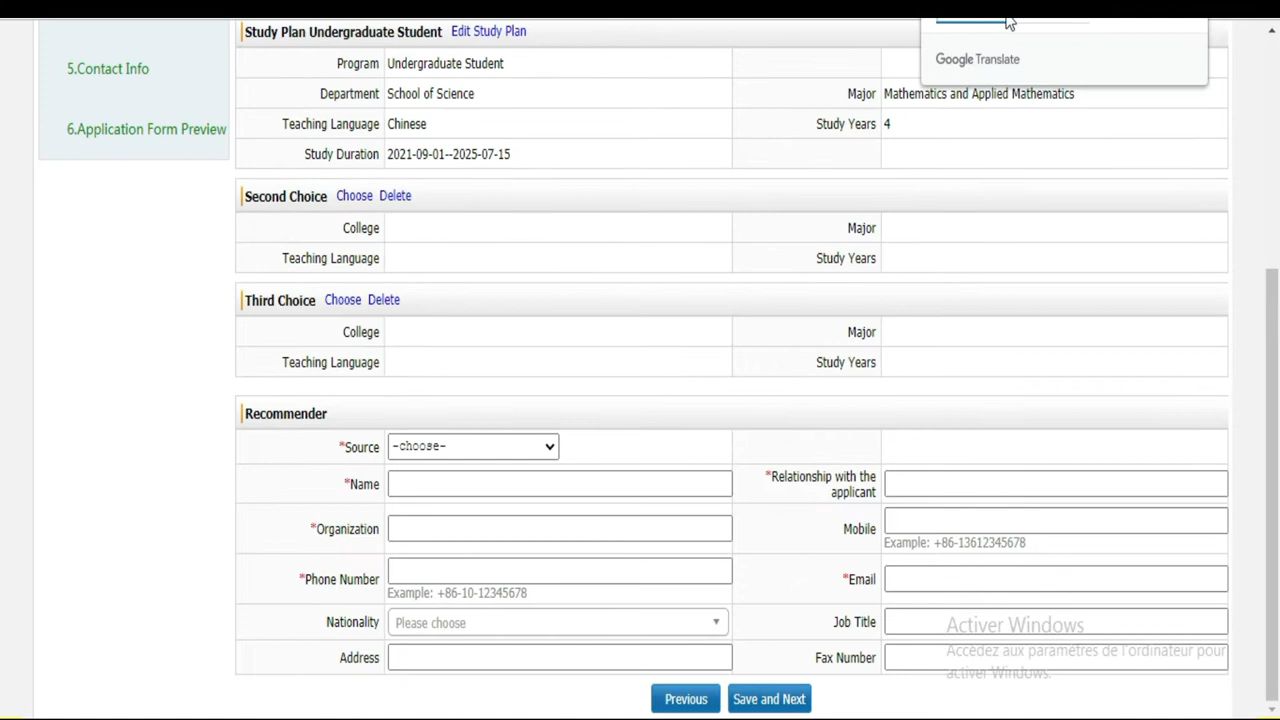 Google Translate
5.Contact Info
6.Application Form Preview
Study Plan Undergraduate Student Edit Study Plan
Program Undergraduate Student
Department School of Science Major Mathematics and Applied Mathematics
Teaching Language Chinese Study Years 4
Study Duration 2021-09-01--2025-07-15
Second Choice Choose Delete
College Major
Teaching Language Study Years
Third Choice Choose Delete
College Major
Teaching Language Study Years
Recommender
*Source -choose-
*Name *Relationship with the
applicant
*Organization Mobile
Example: +86-13612345678
*Phone Number *Email
Example: +86-10-12345678
Nationality Please choose Job Title
Address Fax Number
Activer Windows
Accédez aux paramètres de l'ordinateur pour
activer Windows.
Previous Save and Next